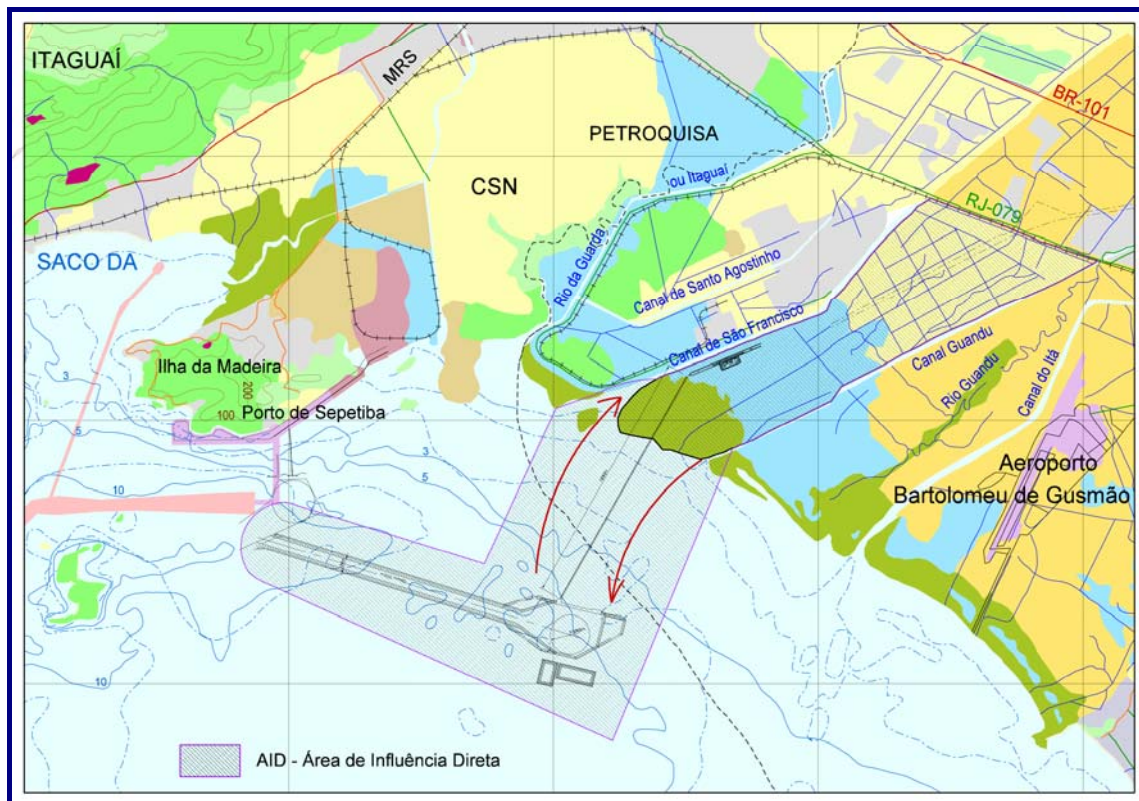 ITAGUAÍ
MRS
BR-101
PETROQUISA
CSN
ou Itaguaí
RJ-079
Rio da Guarda
SACO DA
Canal de Santo Agostinho
Canal de São Francisco
Canal Guandu
Rio Guandu
Canal do Itá
3
5
Ilha da Madeira
200
100
Porto de Sepetiba
3
5
10
Aeroporto
Bartolomeu de Gusmão
10
AID - Área de Influência Direta